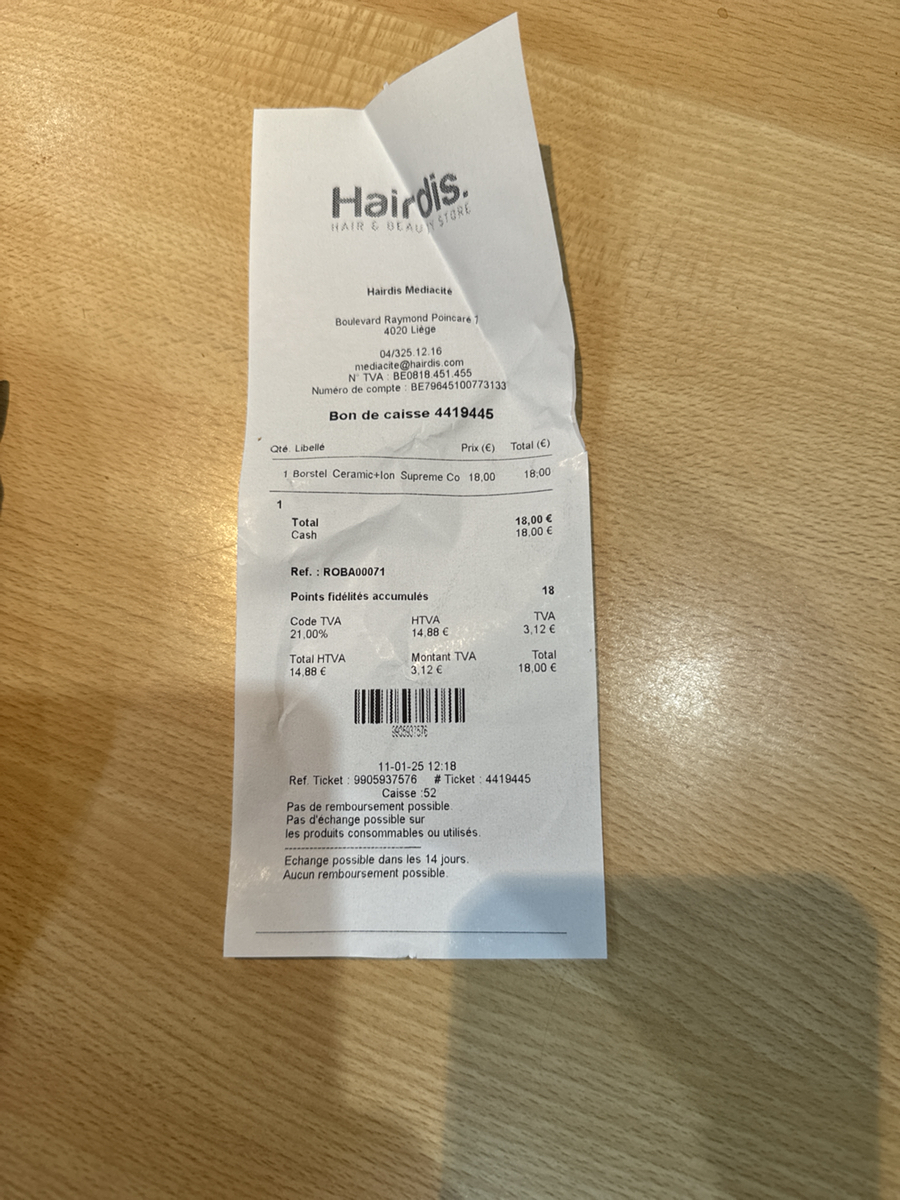 Hairdis.
HAIR & BEAUTY STORE
Hairdis Mediacité
Boulevard Raymond Poincaré 1
4020 Liège
04/325.12.16
mediacite@hairdis.com
N° TVA : BE0818.451.455
Numéro de compte : BE79645100773133
Bon de caisse 4419445
Qté. Libellé Prix (€) Total (€)
1 Borstel Ceramic+Ion Supreme Co 18,00 18,00
1
Total 18,00 €
Cash 18,00 €
Ref. : ROBA00071
Points fidélités accumulés 18
Code TVA HTVA TVA
21,00% 14,88 € 3,12 €
Total HTVA Montant TVA Total
14,88 € 3,12 € 18,00 €
9905937576
11-01-25 12:18
Ref. Ticket : 9905937576 # Ticket : 4419445
Caisse :52
Pas de remboursement possible.
Pas d'échange possible sur
les produits consommables ou utilisés.
------------------------------
Echange possible dans les 14 jours.
Aucun remboursement possible.